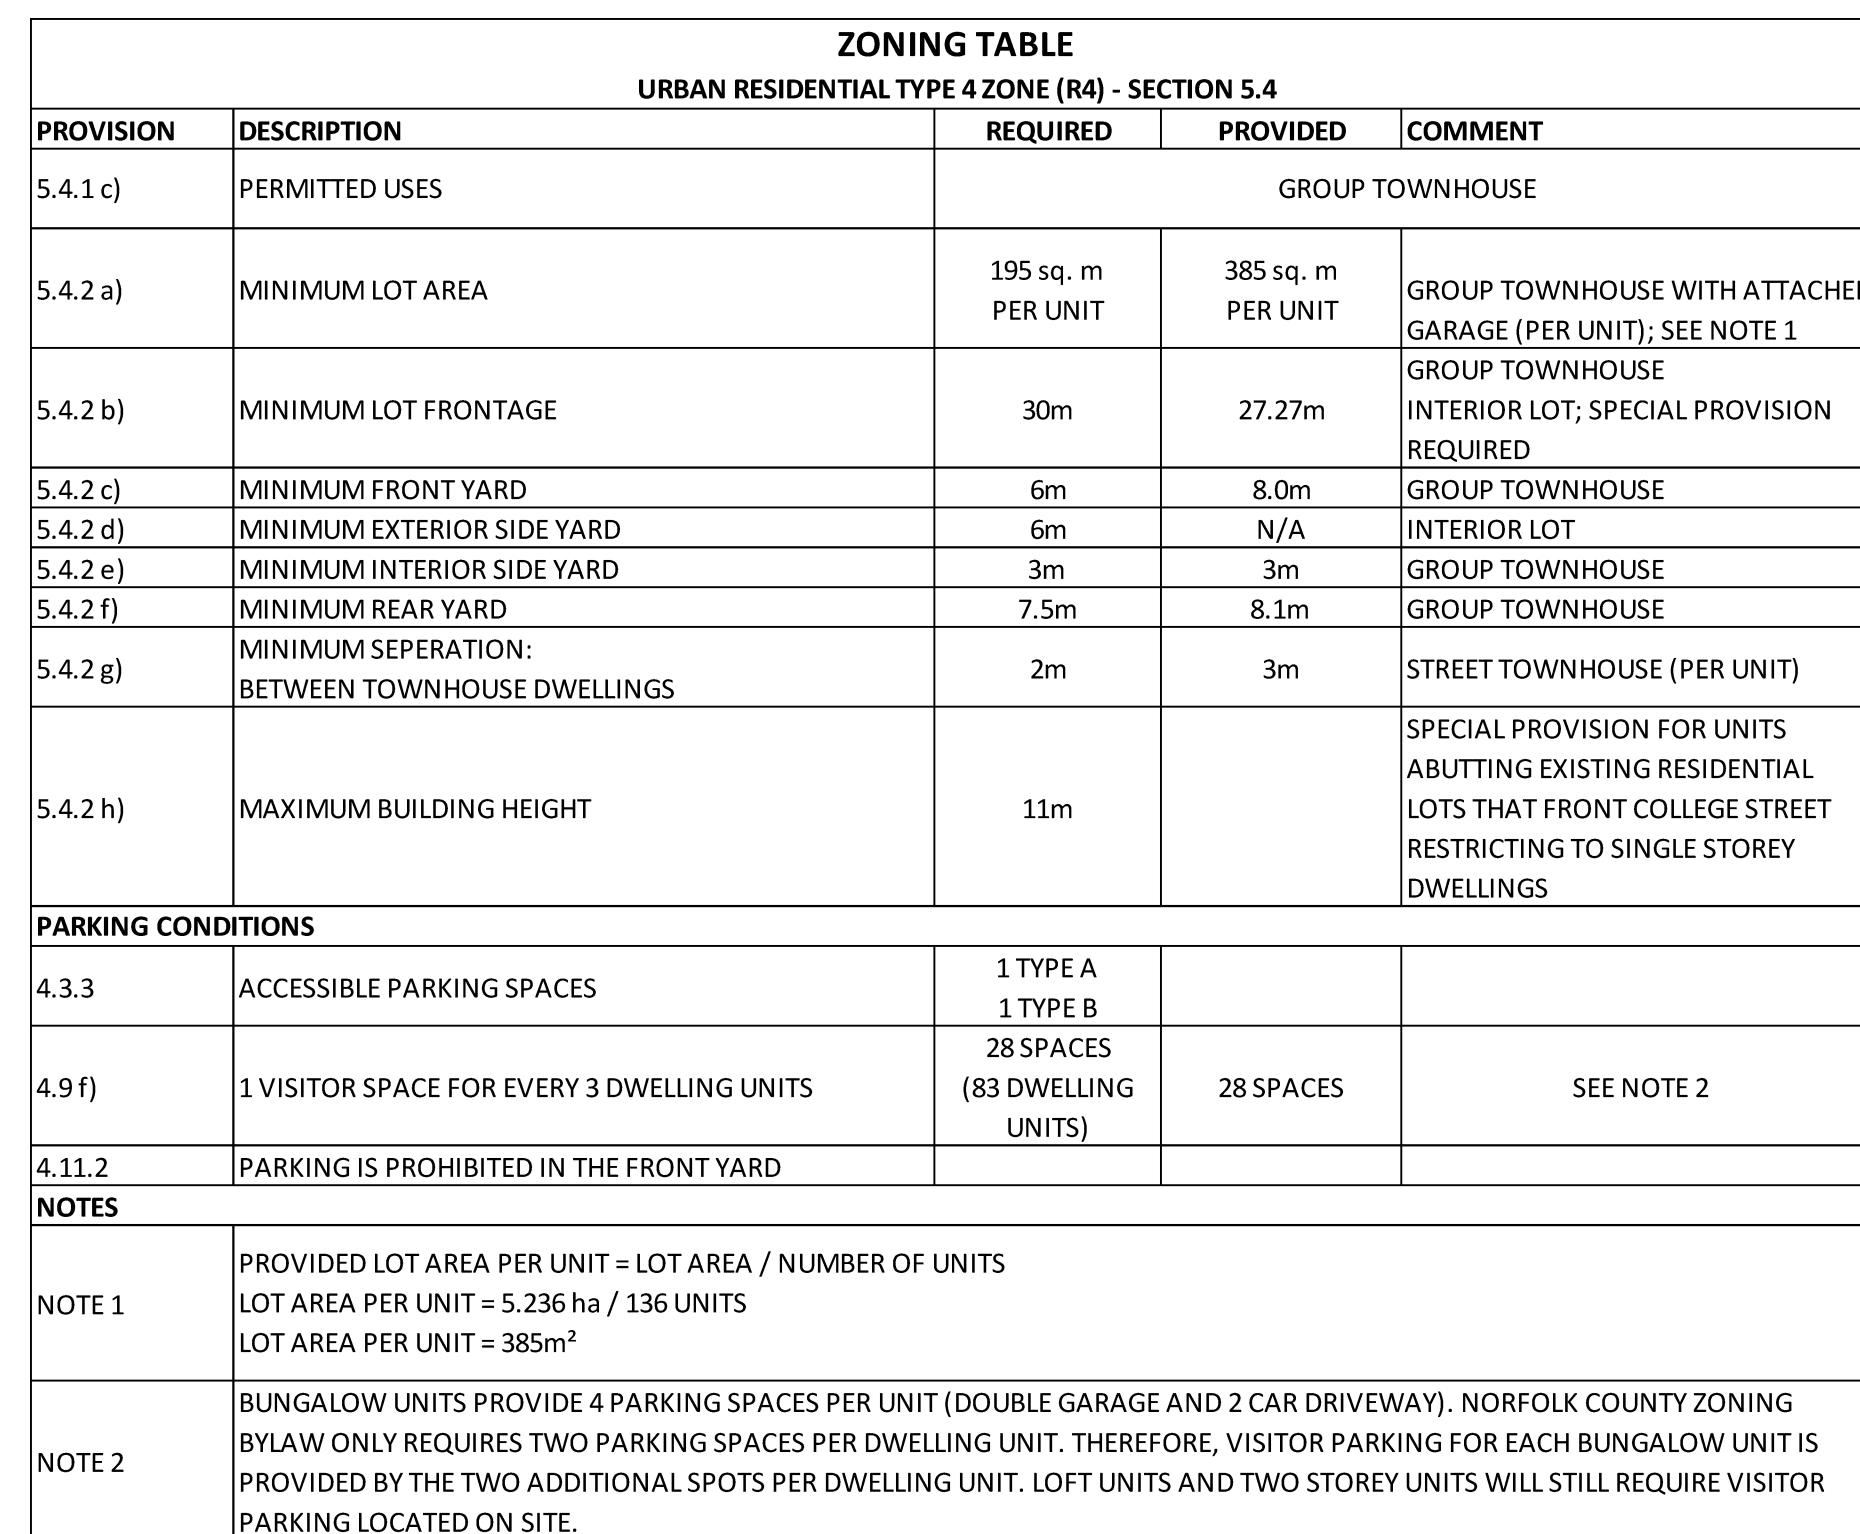 ZONING TABLE
URBAN RESIDENTIAL TYPE 4 ZONE (R4) - SECTION 5.4
PROVISION DESCRIPTION REQUIRED PROVIDED COMMENT
5.4.1 c) PERMITTED USES GROUP TOWNHOUSE
5.4.2 a) MINIMUM LOT AREA
195 sq. m
PER UNIT
385 sq. m
PER UNIT
GROUP TOWNHOUSE WITH ATTACHE
GARAGE (PER UNIT); SEE NOTE 1
5.4.2 b) MINIMUM LOT FRONTAGE 30m 27.27m
GROUP TOWNHOUSE
INTERIOR LOT; SPECIAL PROVISION
REQUIRED
5.4.2 c) MINIMUM FRONT YARD 6m 8.0m GROUP TOWNHOUSE
5.4.2 d) MINIMUM EXTERIOR SIDE YARD 6m N/A INTERIOR LOT
5.4.2 e) MINIMUM INTERIOR SIDE YARD 3m 3m GROUP TOWNHOUSE
5.4.2 f) MINIMUM REAR YARD 7.5m 8.1m GROUP TOWNHOUSE
5.4.2 g)
MINIMUM SEPERATION:
BETWEEN TOWNHOUSE DWELLINGS
2m 3m STREET TOWNHOUSE (PER UNIT)
5.4.2 h) MAXIMUM BUILDING HEIGHT 11m
SPECIAL PROVISION FOR UNITS
ABUTTING EXISTING RESIDENTIAL
LOTS THAT FRONT COLLEGE STREET
RESTRICTING TO SINGLE STOREY
DWELLINGS
PARKING CONDITIONS
4.3.3 ACCESSIBLE PARKING SPACES
1 TYPE A
1 TYPE B
4.9 f) 1 VISITOR SPACE FOR EVERY 3 DWELLING UNITS
28 SPACES
(83 DWELLING
UNITS)
28 SPACES SEE NOTE 2
4.11.2 PARKING IS PROHIBITED IN THE FRONT YARD
NOTES
NOTE 1
PROVIDED LOT AREA PER UNIT = LOT AREA / NUMBER OF UNITS
LOT AREA PER UNIT = 5.236 ha / 136 UNITS
LOT AREA PER UNIT = 385m²
NOTE 2
BUNGALOW UNITS PROVIDE 4 PARKING SPACES PER UNIT (DOUBLE GARAGE AND 2 CAR DRIVEWAY). NORFOLK COUNTY ZONING
BYLAW ONLY REQUIRES TWO PARKING SPACES PER DWELLING UNIT. THEREFORE, VISITOR PARKING FOR EACH BUNGALOW UNIT IS
PROVIDED BY THE TWO ADDITIONAL SPOTS PER DWELLING UNIT. LOFT UNITS AND TWO STOREY UNITS WILL STILL REQUIRE VISITOR
PARKING LOCATED ON SITE.